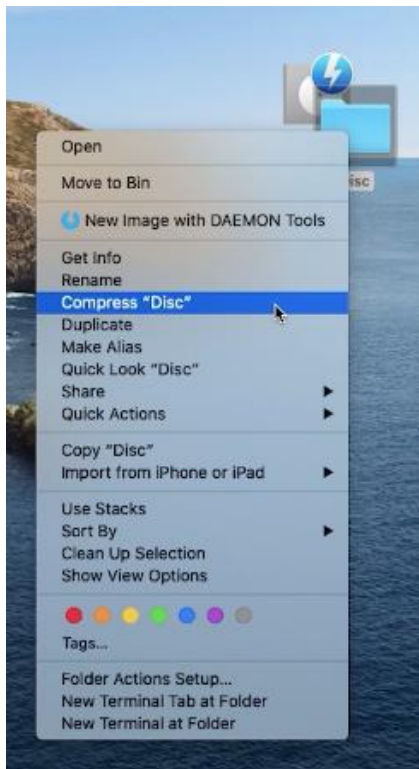 isc
Open
Move to Bin
New Image with DAEMON Tools
Get Info
Rename
Compress “Disc”
Duplicate
Make Alias
Quick Look “Disc”
Share
Quick Actions
Copy “Disc”
Import from iPhone or iPad
Use Stacks
Sort By
Clean Up Selection
Show View Options
Tags...
Folder Actions Setup...
New Terminal Tab at Folder
New Terminal at Folder